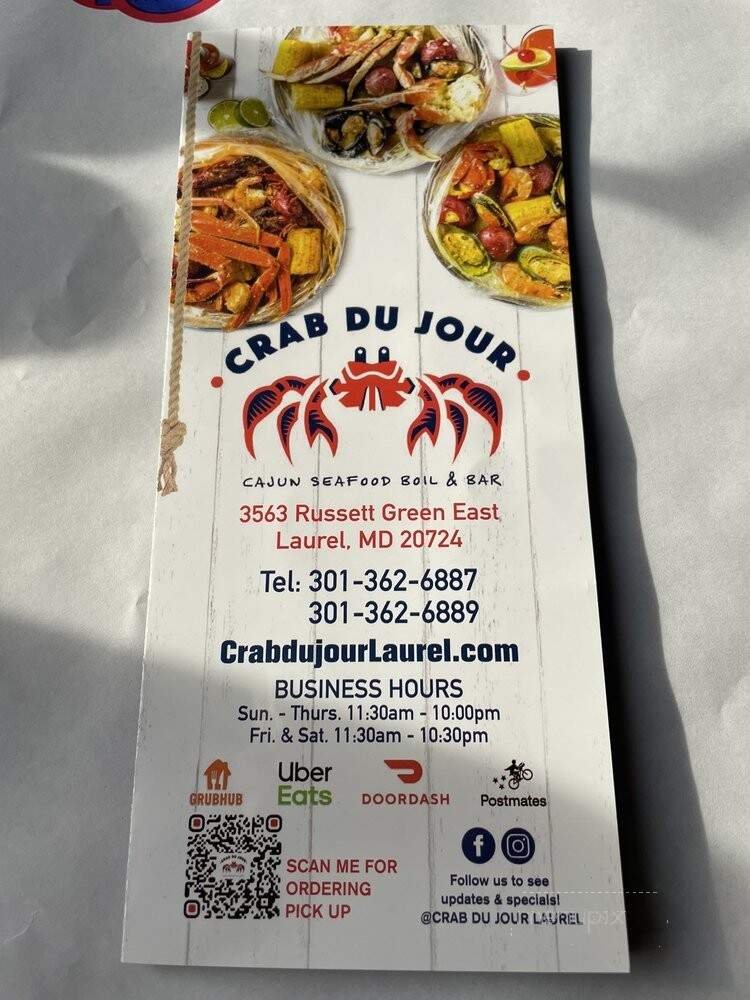 CRAB DU JOUR
CAJUN SEAFOOD BOIL & BAR
3563 Russett Green East
Laurel, MD 20724
Tel: 301-362-6887
301-362-6889
CrabdujourLaurel.com
BUSINESS HOURS
Sun. - Thurs. 11:30am - 10:00pm
Fri. & Sat. 11:30am - 10:30pm
GRUBHUB
Uber
Eats
DOORDASH
Postmates
SCAN ME FOR
ORDERING
PICK UP
Follow us to see
updates & specials!
@CRAB DU JOUR LAUREL